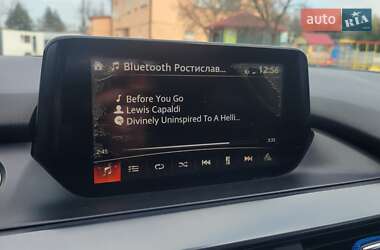 auto RIA
Bluetooth Ростислав...
12:56
Before You Go
Lewis Capaldi
Divinely Uninspired To A Helli...
2:45
3:35